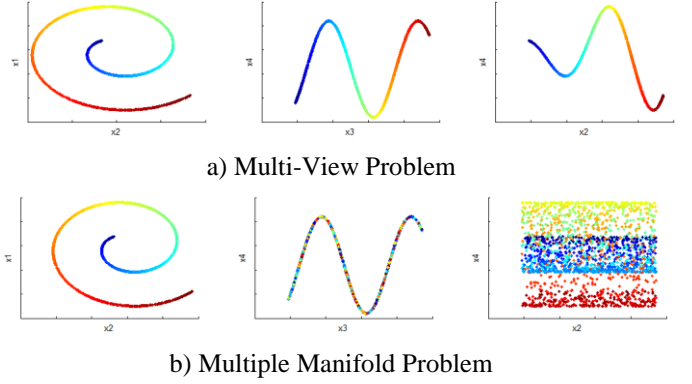 x1
x2
x4
x3
x4
x2
a) Multi-View Problem
x1
x2
x4
x3
x4
x2
b) Multiple Manifold Problem